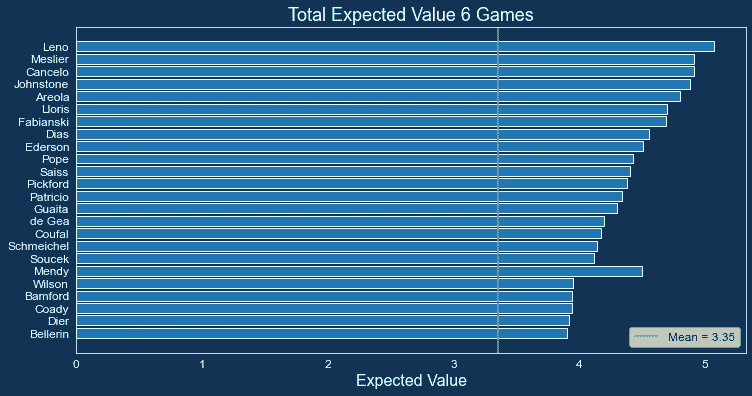 Total Expected Value 6 Games
Leno
Meslier
Cancelo
Johnstone
Areola
Lloris
Fabianski
Dias
Ederson
Pope
Saiss
Pickford
Patricio
Guaita
de Gea
Coufal
Schmeichel
Soucek
Mendy
Wilson
Bamford
Coady
Dier
Bellerin
Mean = 3.35
0 1 2 3 4 5
Expected Value